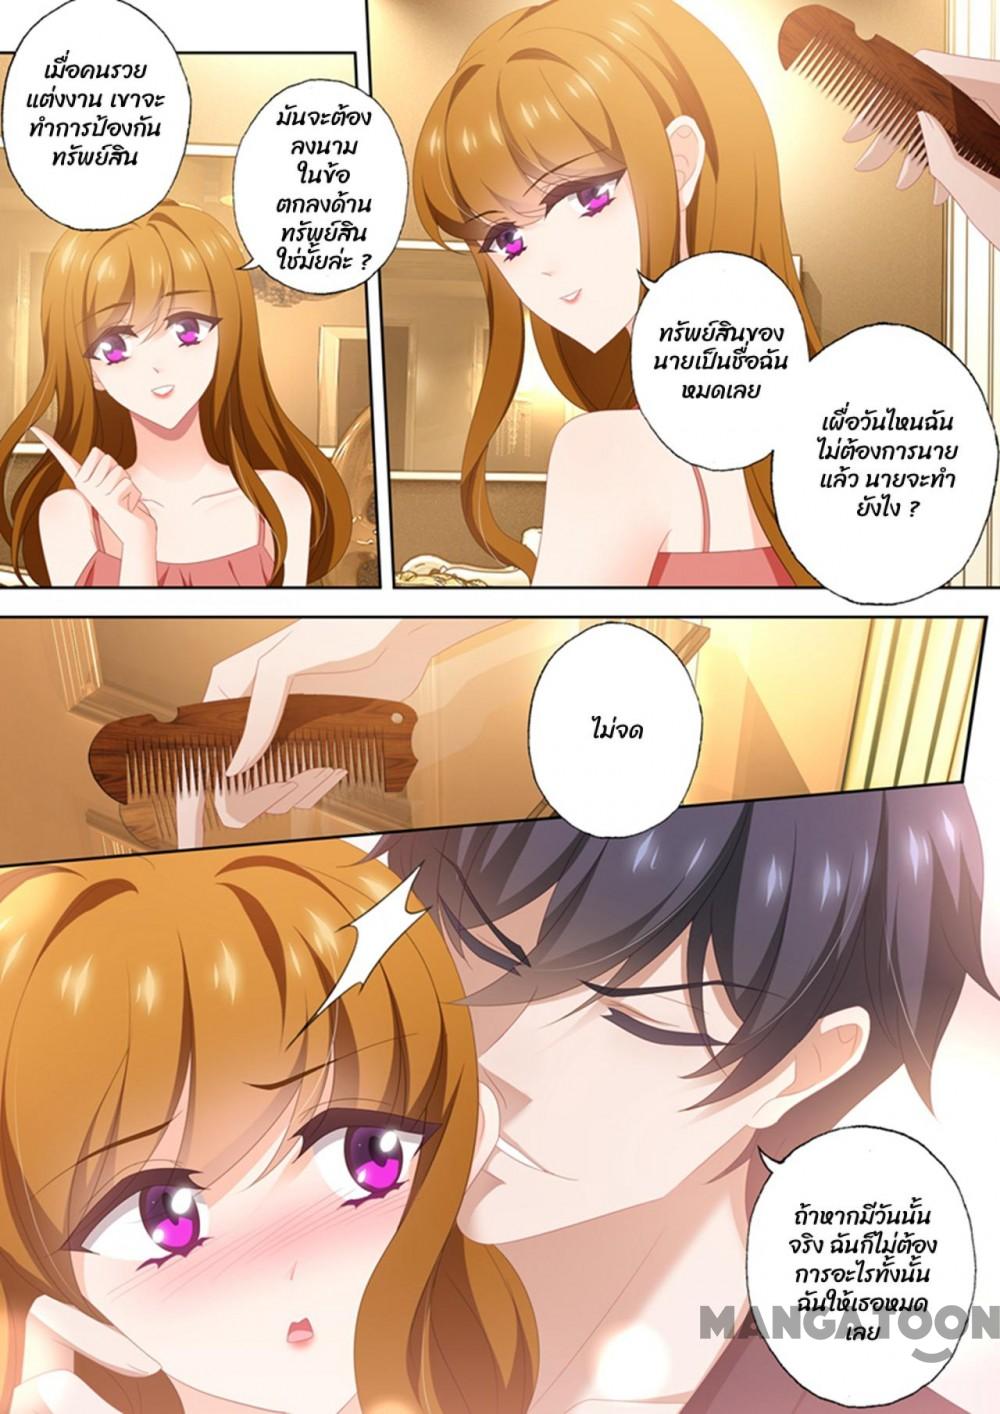 เมื่อคนรวย
แต่งงาน เขาจะ
ทำการป้องกัน
ทรัพย์สิน
มันจะต้อง
ลงนาม
ในข้อ
ตกลงด้าน
ทรัพย์สิน
ใช่มั้ยล่ะ ?
ทรัพย์สินของ
นายเป็นชื่อฉัน
หมดเลย
เผื่อวันไหนฉัน
ไม่ต้องการนาย
แล้ว นายจะทำ
ยังไง ?
ไม่จด
ถ้าหากมีวันนั้น
จริง ฉันก็ไม่ต้อง
การอะไรทั้งนั้น
ฉันให้เธอหมด
เลย
MANGATOON